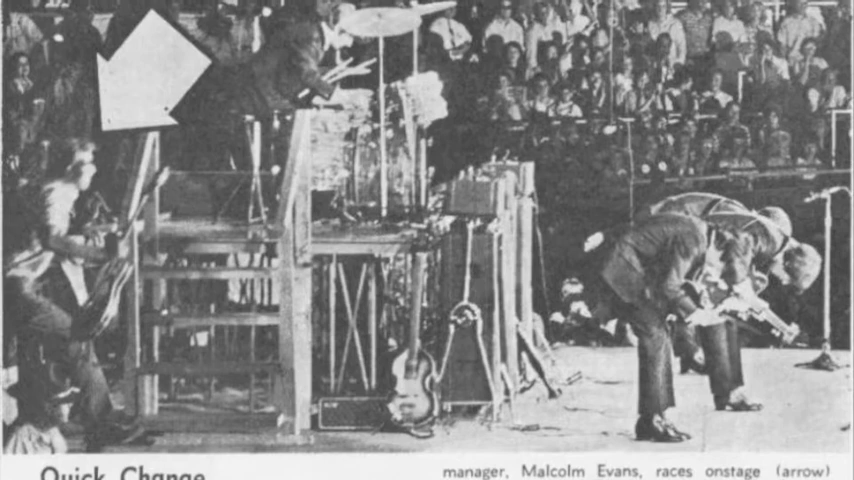 Quick Change
manager, Malcolm Evans, races onstage (arrow)